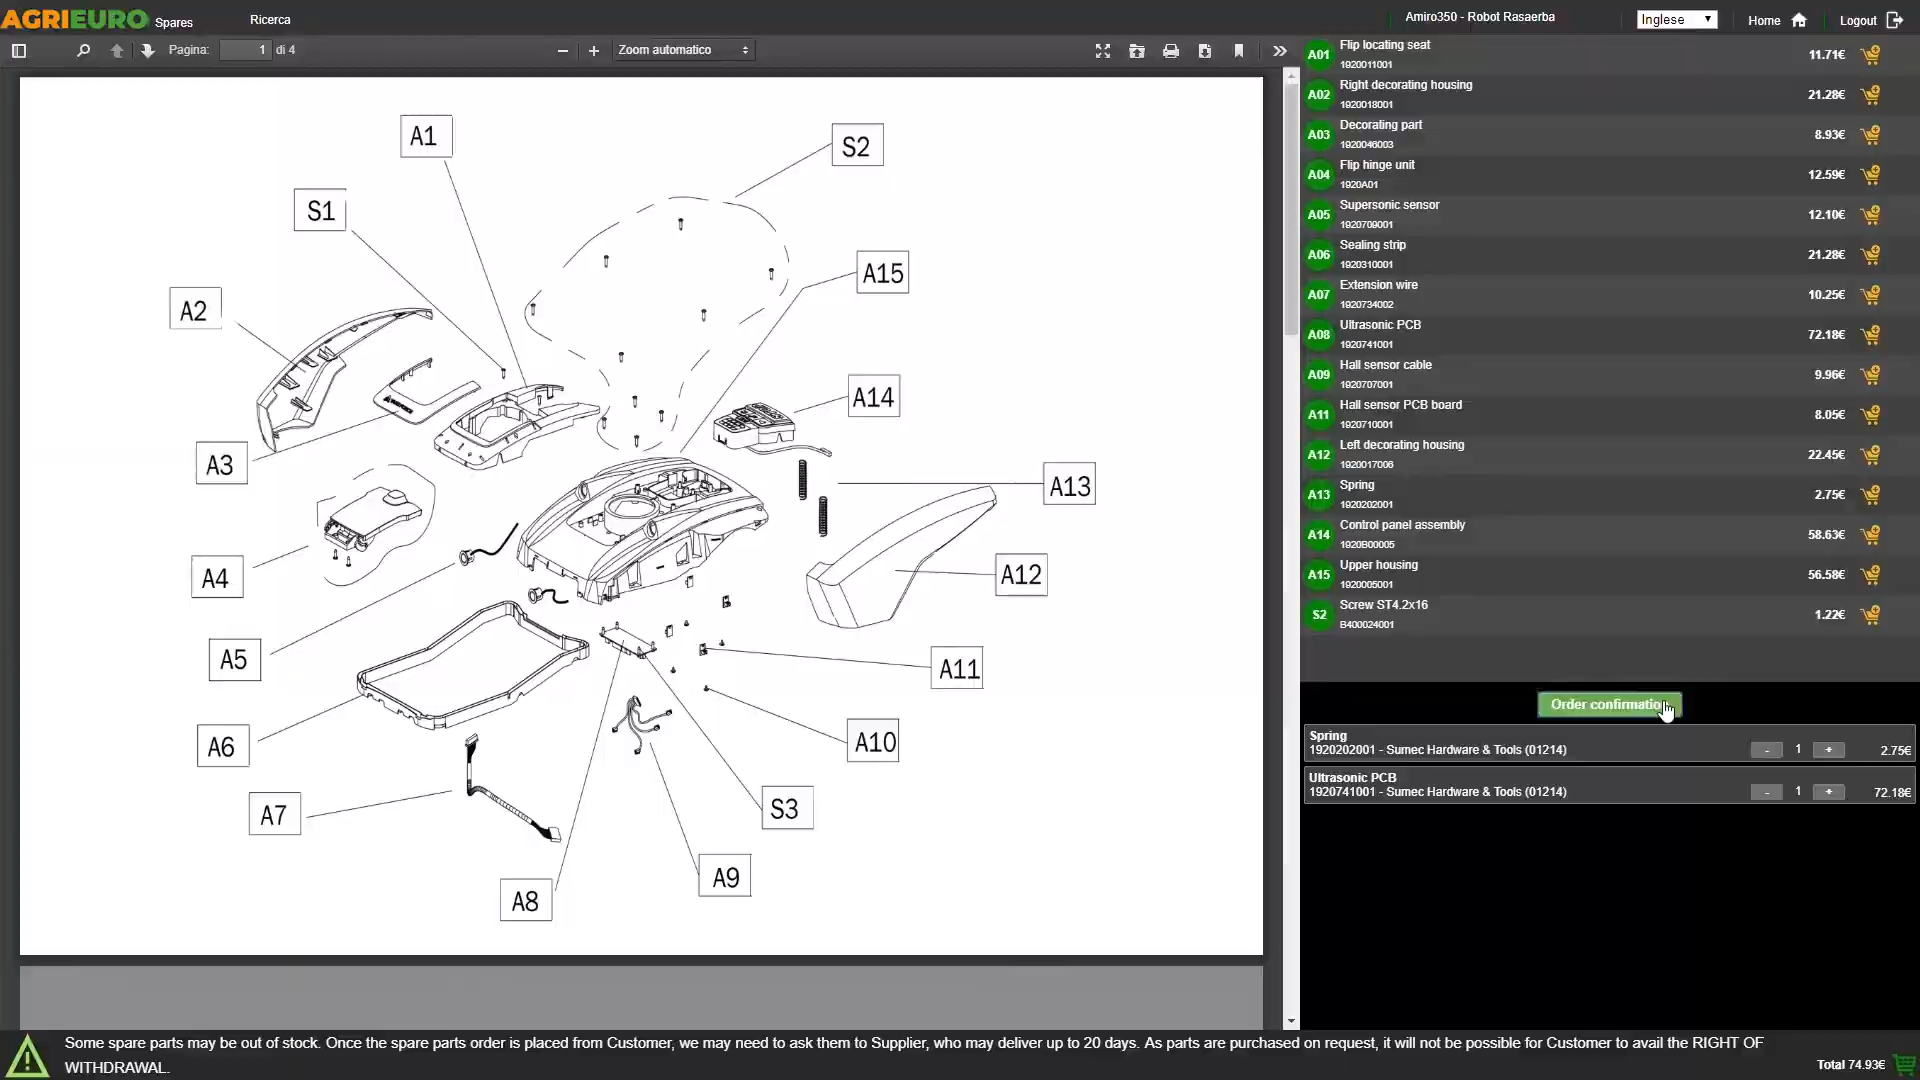 AGRIEURO Spares
Ricerca
Amiro350 - Robot Rasaerba
Inglese
Home
Logout
Pagina: 1 di 4
Zoom automatico
A1
S2
S1
A15
A2
A14
A3
A13
A4
A12
A5
A11
A6
A10
A7
S3
A9
A8
A01 Flip locating seat 11.71€
1920011001
A02 Right decorating housing 21.28€
1920018001
A03 Decorating part 8.93€
1920046003
A04 Flip hinge unit 12.59€
1920A01
A05 Supersonic sensor 12.10€
1920709001
A06 Sealing strip 21.28€
1920310001
A07 Extension wire 10.25€
1920734002
A08 Ultrasonic PCB 72.18€
1920741001
A09 Hall sensor cable 9.96€
1920707001
A11 Hall sensor PCB board 8.05€
1920710001
A12 Left decorating housing 22.45€
1920017006
A13 Spring 2.75€
1920202001
A14 Control panel assembly 58.63€
1920B00005
A15 Upper housing 56.58€
1920005001
S2 Screw ST4.2x16 1.22€
B400024001
Order confirmation
Spring
1920202001 - Sumec Hardware & Tools (01214) - 1 + 2.75€
Ultrasonic PCB
1920741001 - Sumec Hardware & Tools (01214) - 1 + 72.18€
Some spare parts may be out of stock. Once the spare parts order is placed from Customer, we may need to ask them to Supplier, who may deliver up to 20 days. As parts are purchased on request, it will not be possible for Customer to avail the RIGHT OF
WITHDRAWAL.
Total 74.93€